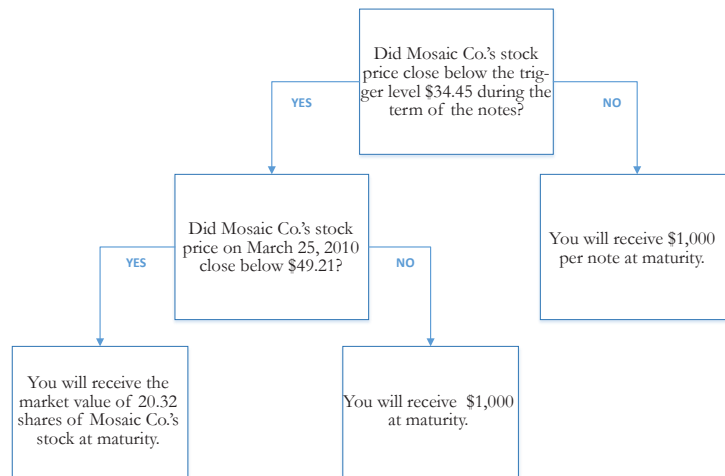 Did Mosaic Co.'s stock
price close below the trig-
ger level $34.45 during the
term of the notes?
YES
NO
Did Mosaic Co.'s stock
price on March 25, 2010
close below $49.21?
You will receive $1,000
per note at maturity.
YES
NO
You will receive the
market value of 20.32
shares of Mosaic Co.'s
stock at maturity.
You will receive $1,000
at maturity.